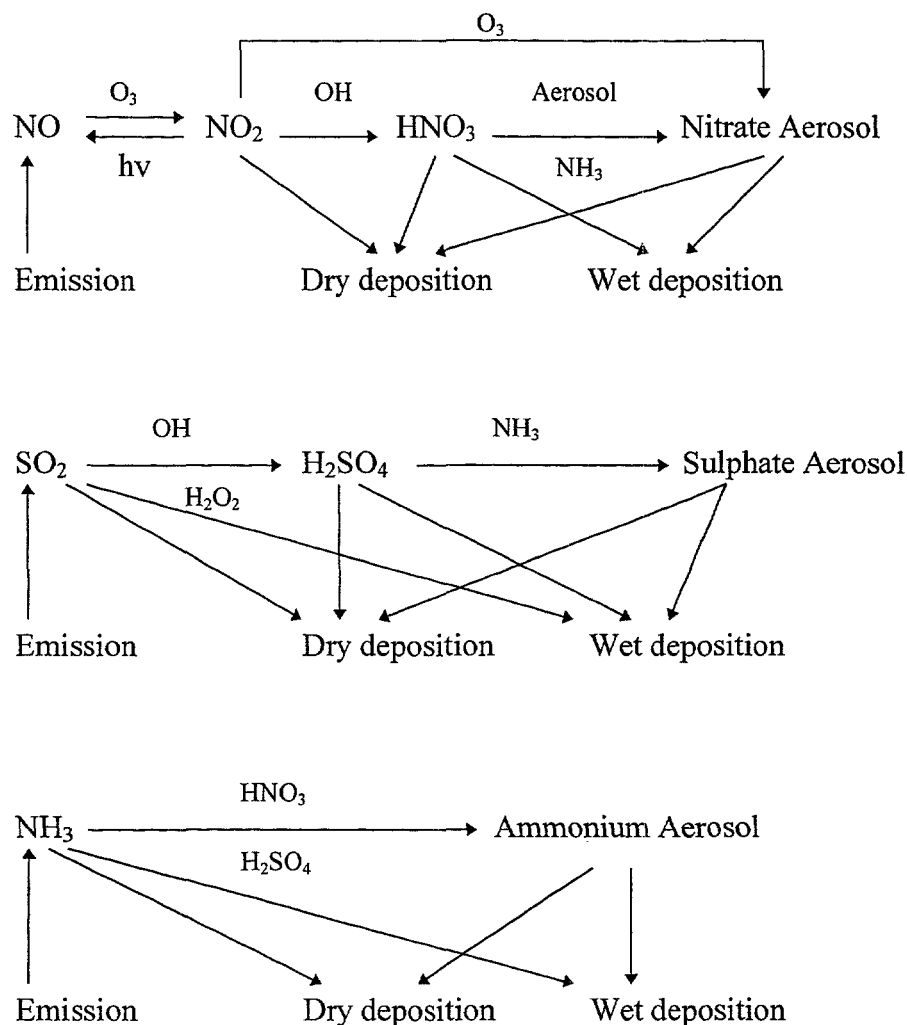 O₃
O₃ OH Aerosol
NO NO₂ HNO₃ Nitrate Aerosol
hv NH₃
Emission Dry deposition Wet deposition
OH NH₃
SO₂ H₂SO₄ Sulphate Aerosol
H₂O₂
Emission Dry deposition Wet deposition
HNO₃
NH₃ Ammonium Aerosol
H₂SO₄
Emission Dry deposition Wet deposition